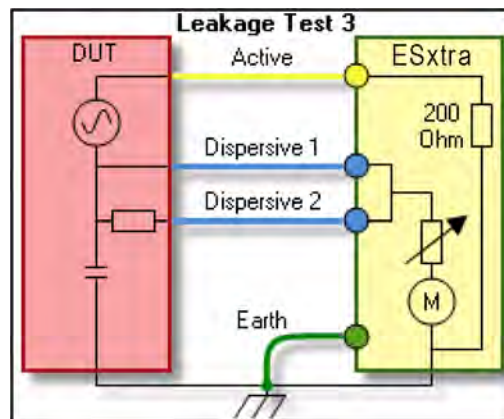 Leakage Test 3
DUT
Active
ESxtra
200
Ohm
Dispersive 1
Dispersive 2
M
Earth